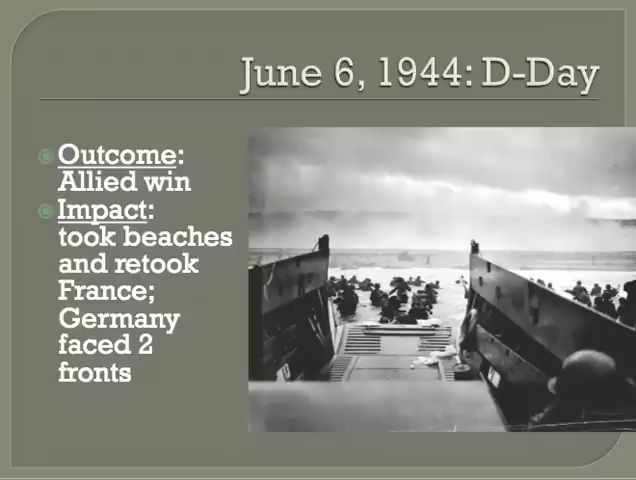 June 6, 1944: D-Day
Outcome:
Allied win
Impact:
took beaches
and retook
France;
Germany
faced 2
fronts